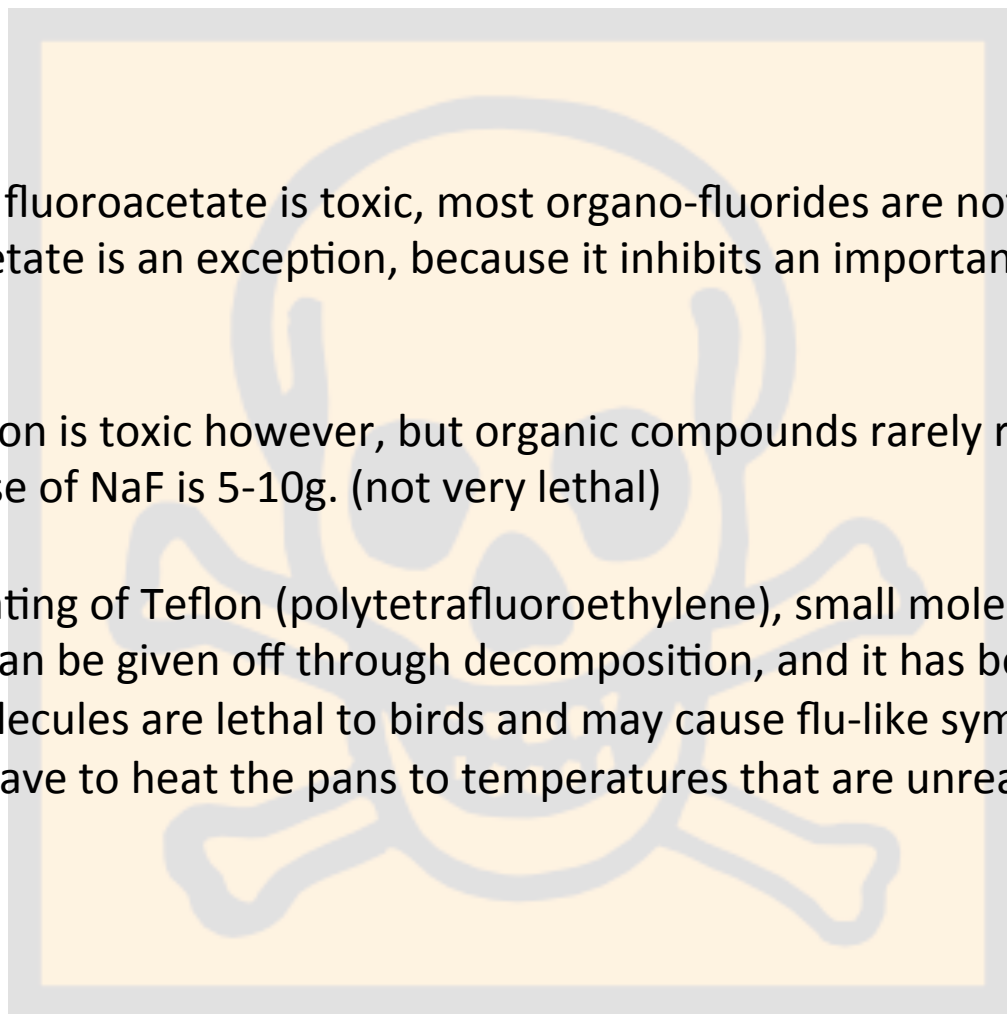 fluoroacetate is toxic, most organo-fluorides are not
etate is an exception, because it inhibits an importan
on is toxic however, but organic compounds rarely r
se of NaF is 5-10g. (not very lethal)
ating of Teflon (polytetrafluoroethylene), small mole
an be given off through decomposition, and it has be
lecules are lethal to birds and may cause flu-like sym
ave to heat the pans to temperatures that are unrea